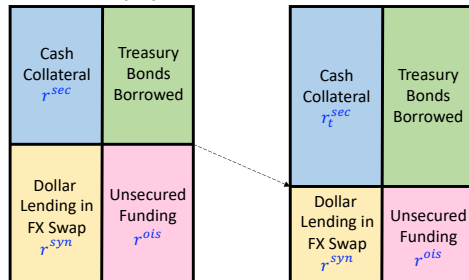 Cash
Collateral
r^{sec}
Treasury
Bonds
Borrowed
Dollar
Lending in
FX Swap
r^{syn}
Unsecured
Funding
r^{ois}
Cash
Collateral
r_t^{sec}
Treasury
Bonds
Borrowed
Dollar
Lending in
FX Swap
r^{syn}
Unsecured
Funding
r^{ois}